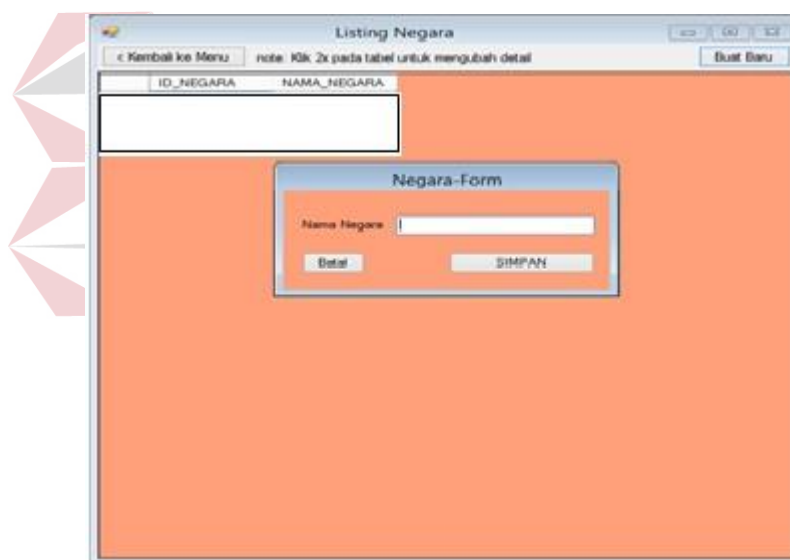 Listing Negara
< Kembali ke Menu note: Klik 2x pada tabel untuk mengubah detail Buat Baru
ID_NEGARA NAMA_NEGARA
Negara-Form
Nama Negara
Batal SIMPAN